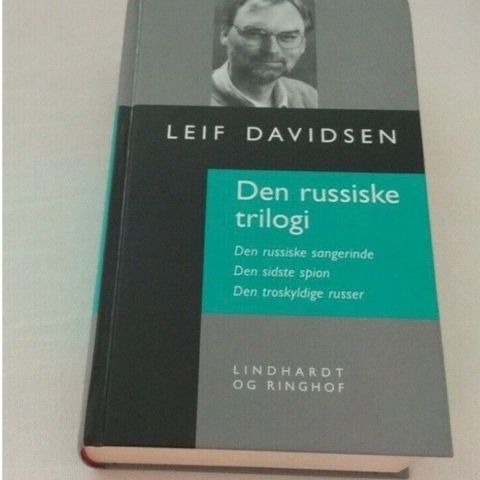 LEIF DAVIDSEN
Den russiske
trilogi
Den russiske sangerinde
Den sidste spion
Den troskyldige russer
LINDHARDT
OG RINGHOF